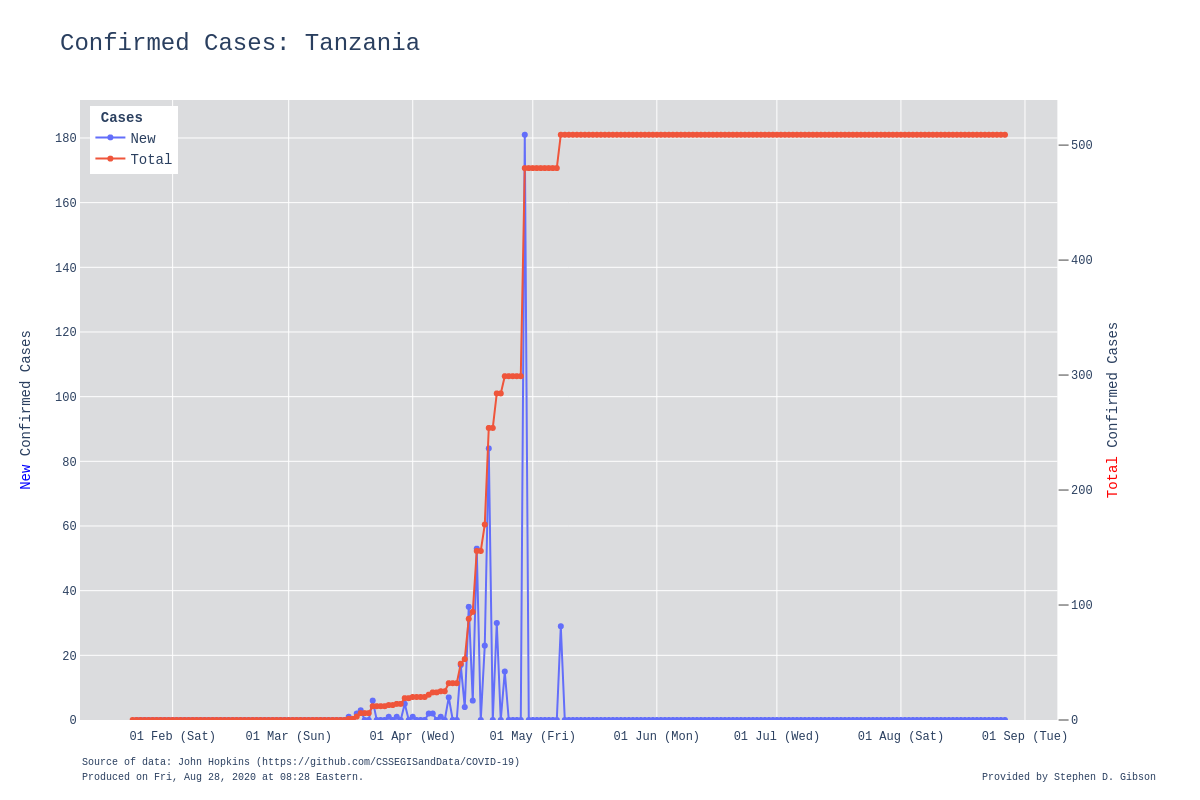 Confirmed Cases: Tanzania
Cases
New
Total
180
160
140
120
100
80
60
40
20
0
500
400
300
200
100
0
New Confirmed Cases
Total Confirmed Cases
01 Feb (Sat) 01 Mar (Sun) 01 Apr (Wed) 01 May (Fri) 01 Jun (Mon) 01 Jul (Wed) 01 Aug (Sat) 01 Sep (Tue)
Source of data: John Hopkins (https://github.com/CSSEGISandData/COVID-19)
Produced on Fri, Aug 28, 2020 at 08:28 Eastern.
Provided by Stephen D. Gibson